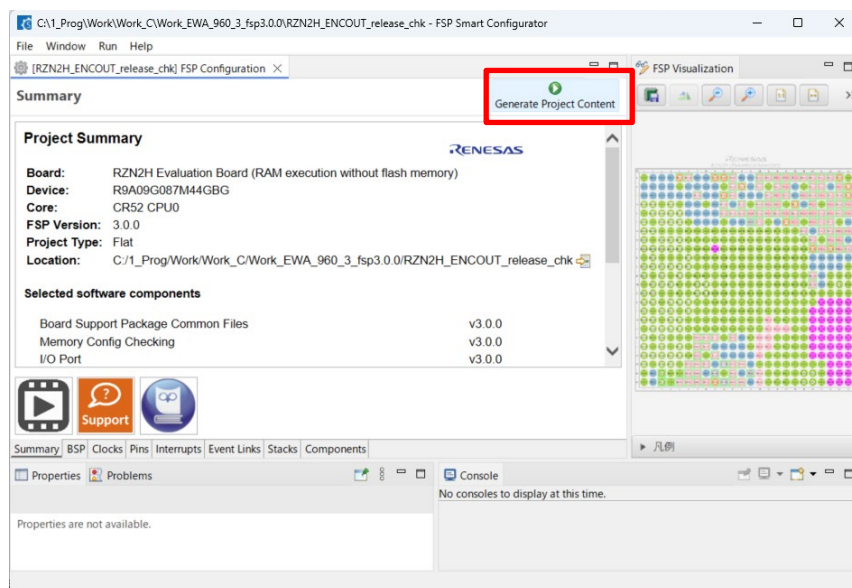 C:\1_Prog\Work\Work_C\Work_EWA_960_3_fsp3.0.0\RZN2H_ENCOUT_release_chk - FSP Smart Configurator
File Window Run Help
[RZN2H_ENCOUT_release_chk] FSP Configuration
FSP Visualization
Summary
Generate Project Content
Project Summary
RENESAS
Board: RZN2H Evaluation Board (RAM execution without flash memory)
Device: R9A09G087M44GBG
Core: CR52 CPU0
FSP Version: 3.0.0
Project Type: Flat
Location: C:/1_Prog/Work/Work_C/Work_EWA_960_3_fsp3.0.0/RZN2H_ENCOUT_release_chk
Selected software components
Board Support Package Common Files v3.0.0
Memory Config Checking v3.0.0
I/O Port v3.0.0
Support
Summary BSP Clocks Pins Interrupts Event Links Stacks Components
凡例
Properties Problems
Console
No consoles to display at this time.
Properties are not available.